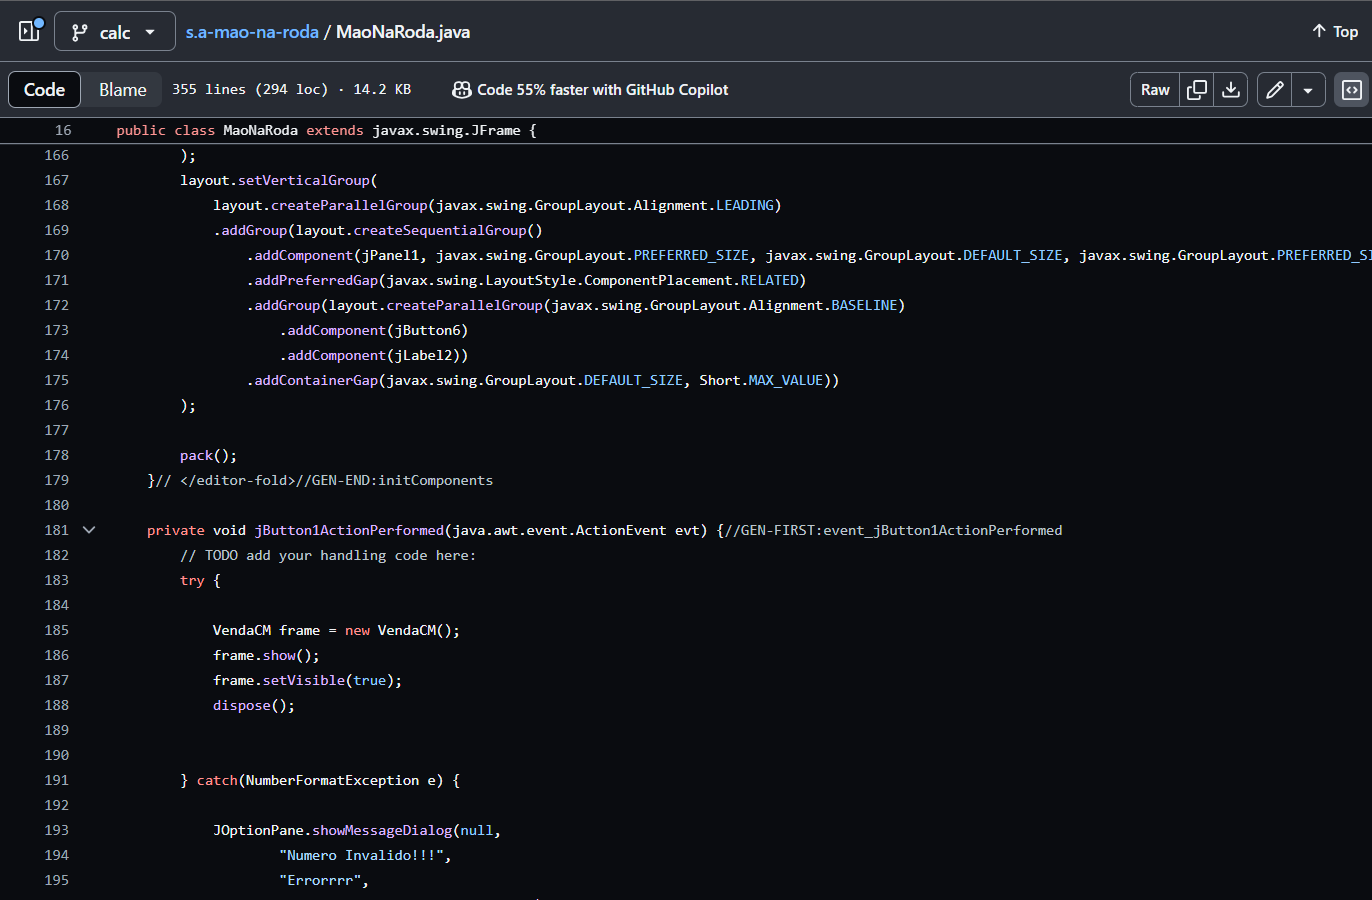 calc s.a-mao-na-roda / MaoNaRoda.java Top
Code Blame 355 lines (294 loc) · 14.2 KB Code 55% faster with GitHub Copilot Raw
16 public class MaoNaRoda extends javax.swing.JFrame {
166 );
167 layout.setVerticalGroup(
168 layout.createParallelGroup(javax.swing.GroupLayout.Alignment.LEADING)
169 .addGroup(layout.createSequentialGroup()
170 .addComponent(jPanel1, javax.swing.GroupLayout.PREFERRED_SIZE, javax.swing.GroupLayout.DEFAULT_SIZE, javax.swing.GroupLayout.PREFERRED_SI
171 .addPreferredGap(javax.swing.LayoutStyle.ComponentPlacement.RELATED)
172 .addGroup(layout.createParallelGroup(javax.swing.GroupLayout.Alignment.BASELINE)
173 .addComponent(jButton6)
174 .addComponent(jLabel2))
175 .addContainerGap(javax.swing.GroupLayout.DEFAULT_SIZE, Short.MAX_VALUE))
176 );
177
178 pack();
179 }// </editor-fold>//GEN-END:initComponents
180
181 private void jButton1ActionPerformed(java.awt.event.ActionEvent evt) {//GEN-FIRST:event_jButton1ActionPerformed
182 // TODO add your handling code here:
183 try {
184
185 VendaCM frame = new VendaCM();
186 frame.show();
187 frame.setVisible(true);
188 dispose();
189
190
191 } catch(NumberFormatException e) {
192
193 JOptionPane.showMessageDialog(null,
194 "Numero Invalido!!!",
195 "Errorrrr",